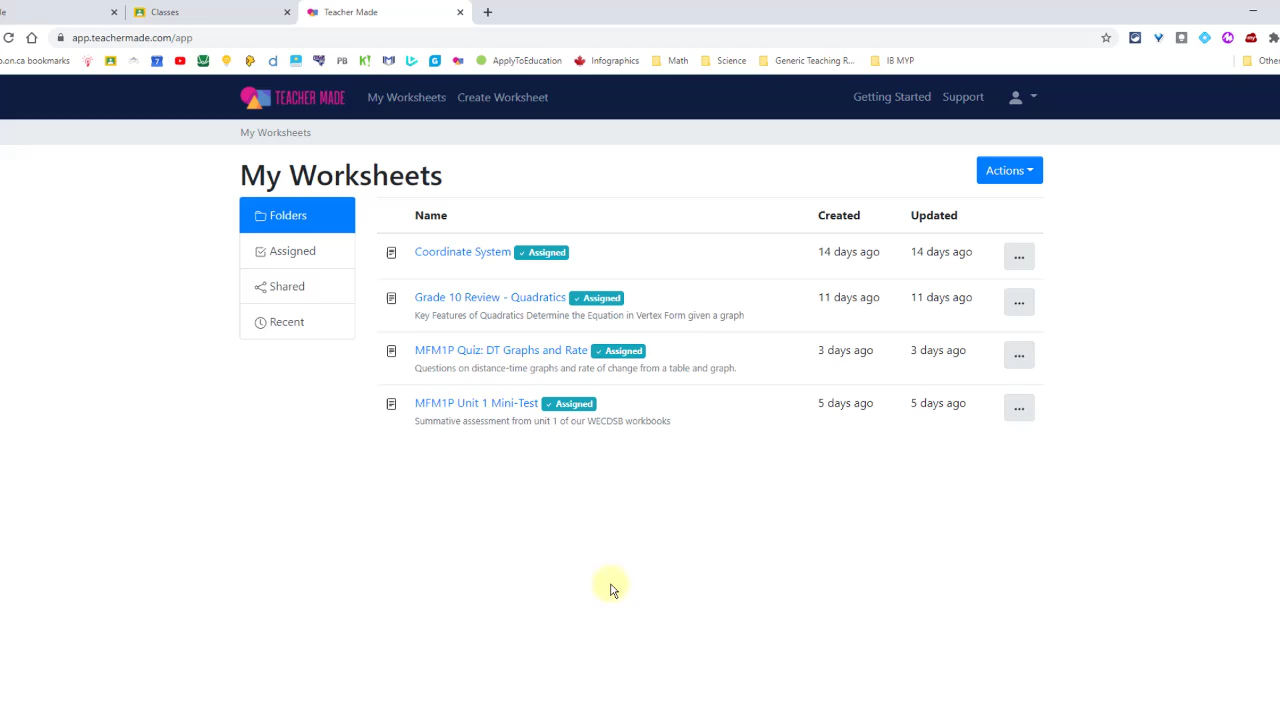 Classes
Teacher Made
app.teachermade.com/app
bookmarks
PB
K!
ApplyToEducation
Infographics
Math
Science
Generic Teaching R...
IB MYP
TEACHER MADE
My Worksheets
Create Worksheet
Getting Started
Support
My Worksheets
My Worksheets
Actions
Folders
Assigned
Shared
Recent
Name Created Updated
Coordinate System ✓ Assigned 14 days ago 14 days ago ...
Grade 10 Review - Quadratics ✓ Assigned 11 days ago 11 days ago ...
Key Features of Quadratics Determine the Equation in Vertex Form given a graph
MFM1P Quiz: DT Graphs and Rate ✓ Assigned 3 days ago 3 days ago ...
Questions on distance-time graphs and rate of change from a table and graph.
MFM1P Unit 1 Mini-Test ✓ Assigned 5 days ago 5 days ago ...
Summative assessment from unit 1 of our WECDSB workbooks